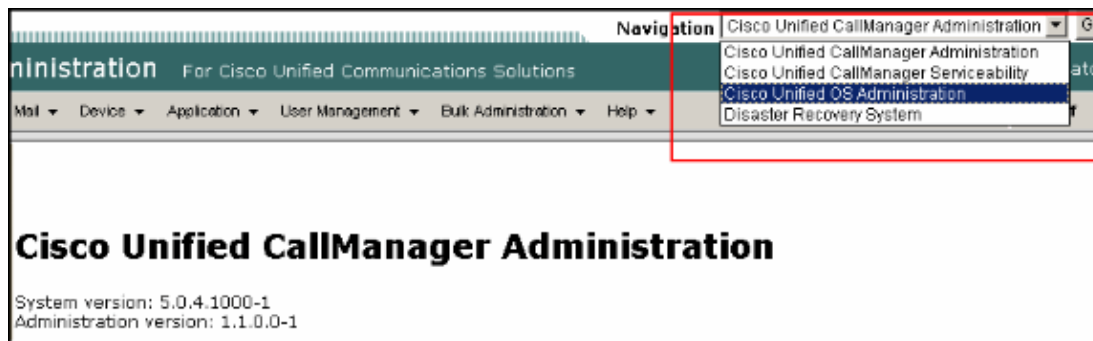 Navigation Cisco Unified CallManager Administration G
Cisco Unified CallManager Administration
Cisco Unified CallManager Serviceability
Cisco Unified OS Administration
Disaster Recovery System
ministration For Cisco Unified Communications Solutions
Mail Device Application User Management Bulk Administration Help
Cisco Unified CallManager Administration
System version: 5.0.4.1000-1
Administration version: 1.1.0.0-1